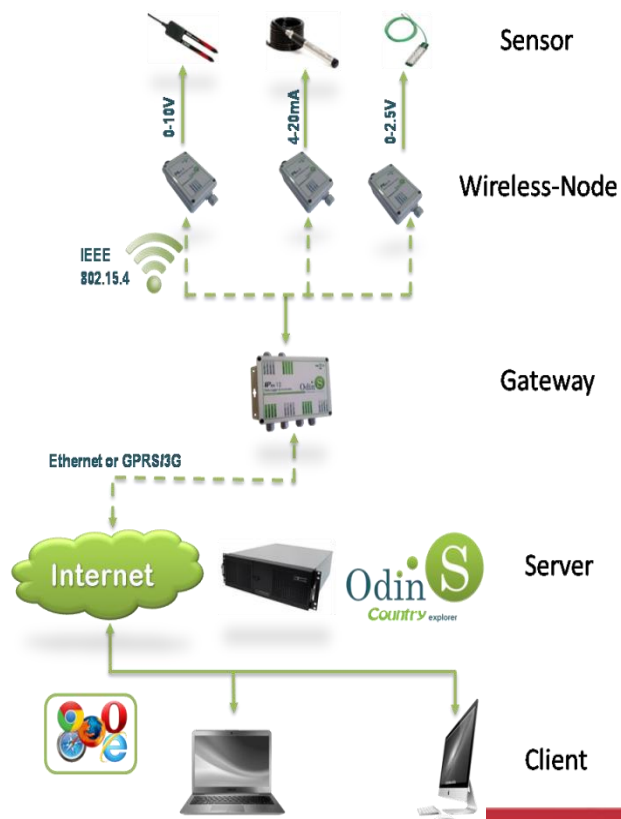 Sensor
0-10V
4-20mA
0-2.5V
Wireless-Node
IEEE
802.15.4
Gateway
Odin S
Ethernet or GPRS/3G
Internet
Odin S
Country explorer
Server
Client